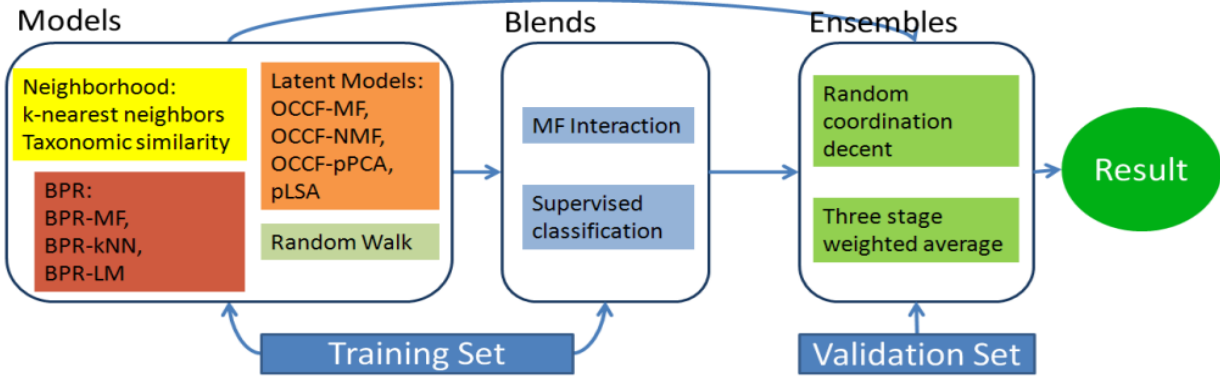 Models
Neighborhood:
k-nearest neighbors
Taxonomic similarity
Latent Models:
OCCF-MF,
OCCF-NMF,
OCCF-pPCA,
pLSA
BPR:
BPR-MF,
BPR-kNN,
BPR-LM
Random Walk
Blends
MF Interaction
Supervised
classification
Ensembles
Random
coordination
decent
Three stage
weighted average
Result
Training Set
Validation Set